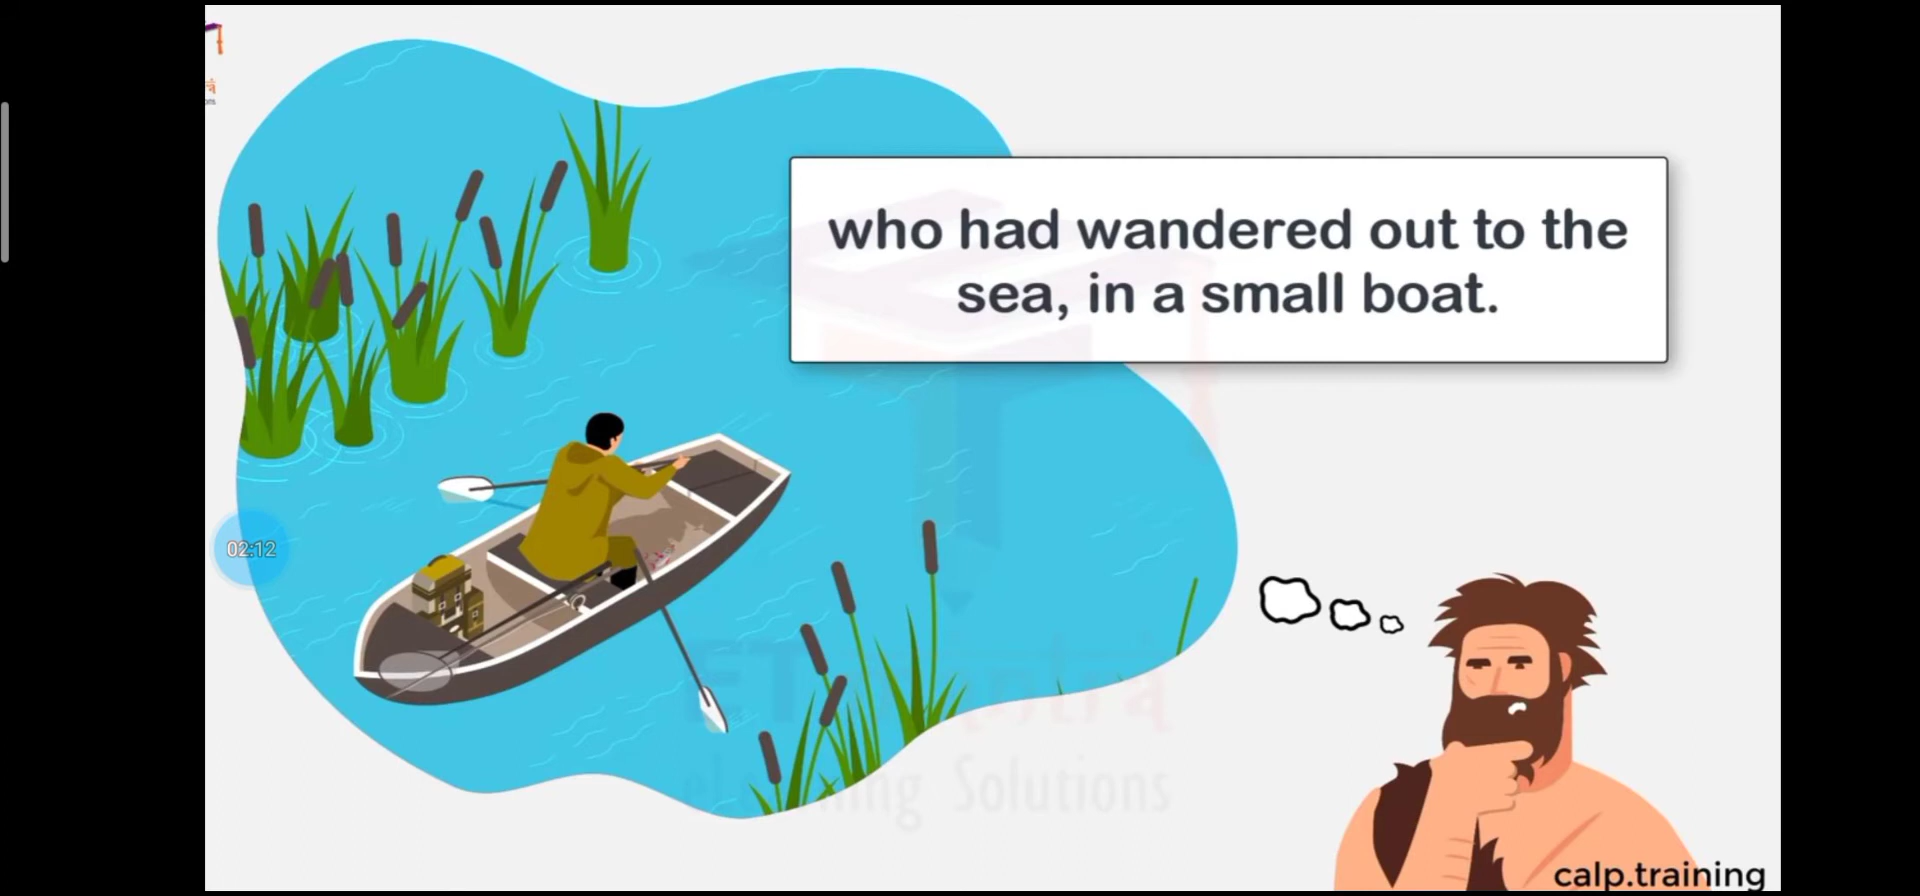 who had wandered out to the
sea, in a small boat.
02:12
eLearning Solutions
calp.training